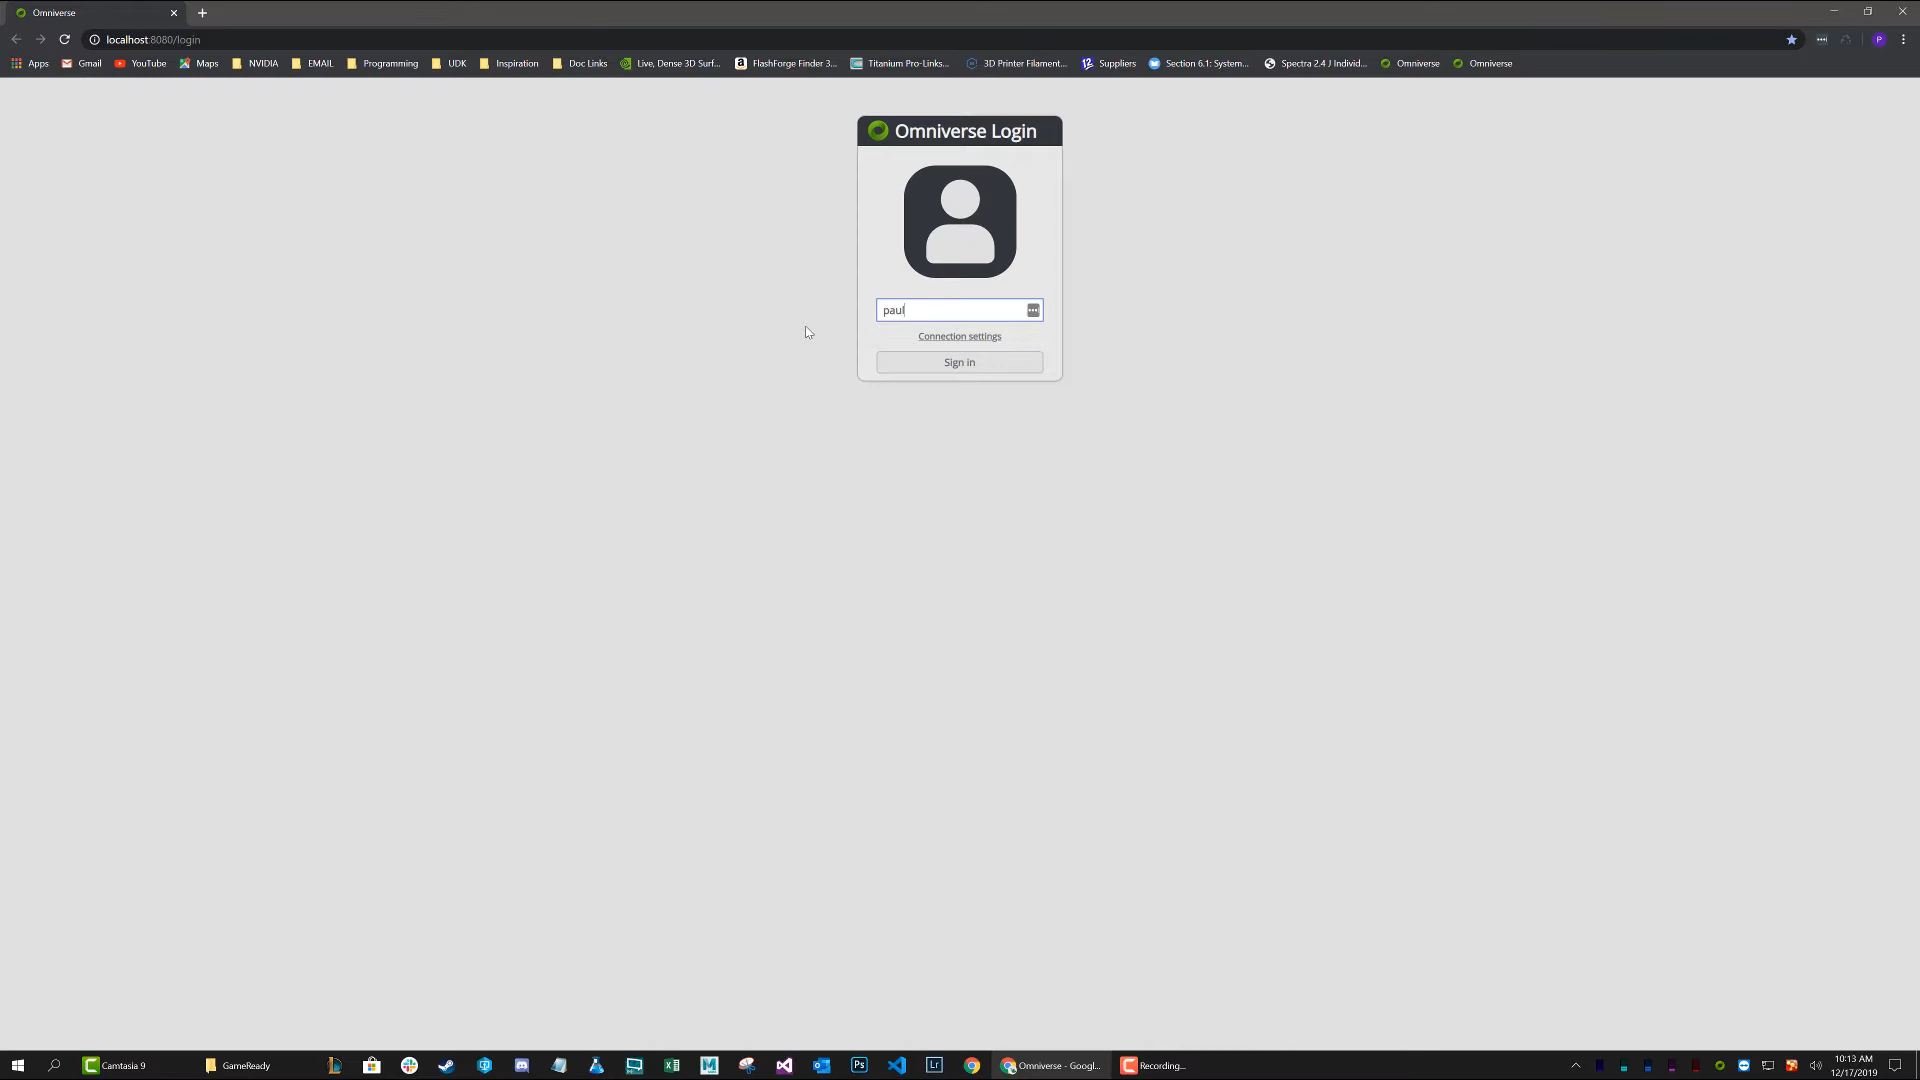 Omniverse
localhost:8080/login
Apps Gmail YouTube Maps NVIDIA EMAIL Programming UDK Inspiration Doc Links Live, Dense 3D Surf... FlashForge Finder 3... Titanium Pro-Links... 3D Printer Filament... Suppliers Section 6.1: System... Spectra 2.4 J Individ... Omniverse Omniverse
Omniverse Login
paul
Connection settings
Sign in
Camtasia 9 GameReady Omniverse - Googl... Recording...
10:13 AM
12/17/2019